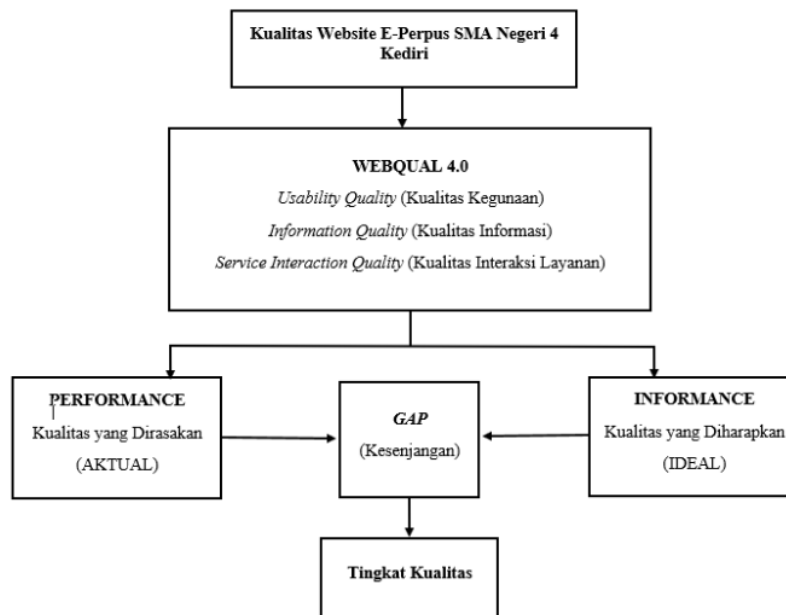 Kualitas Website E-Perpus SMA Negeri 4
Kediri
WEBQUAL 4.0
Usability Quality (Kualitas Kegunaan)
Information Quality (Kualitas Informasi)
Service Interaction Quality (Kualitas Interaksi Layanan)
PERFORMANCE
Kualitas yang Dirasakan
(AKTUAL)
GAP
(Kesenjangan)
INFORMANCE
Kualitas yang Diharapkan
(IDEAL)
Tingkat Kualitas